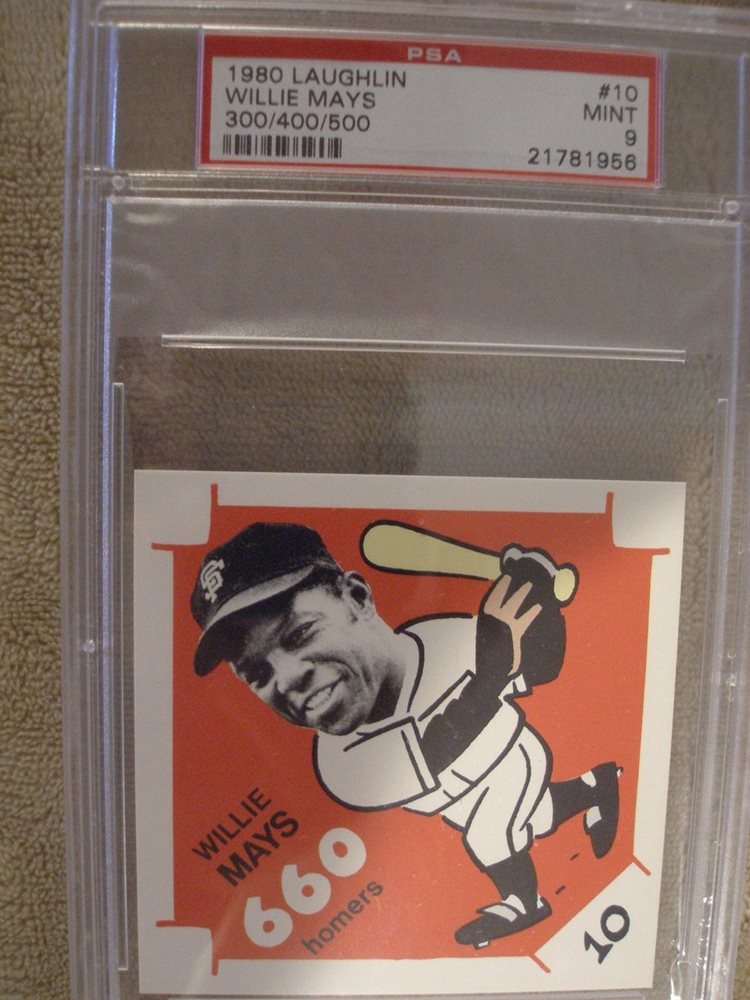 PSA
1980 LAUGHLIN #10
WILLIE MAYS MINT
300/400/500 9
21781956
SF
WILLIE
MAYS
660
homers
10